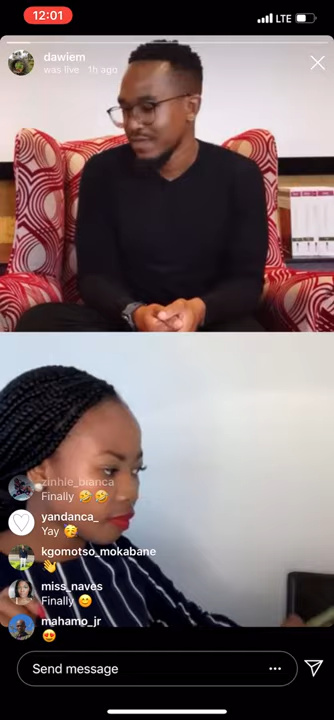 12:01
LTE
dawiem
was live · 1h ago
zinhle_bianca
Finally 🤣🤣
yandanca_
Yay 🥳
kgomotso_mokabane
👋
miss_naves
Finally 😊
mahamo_jr
😍
Send message